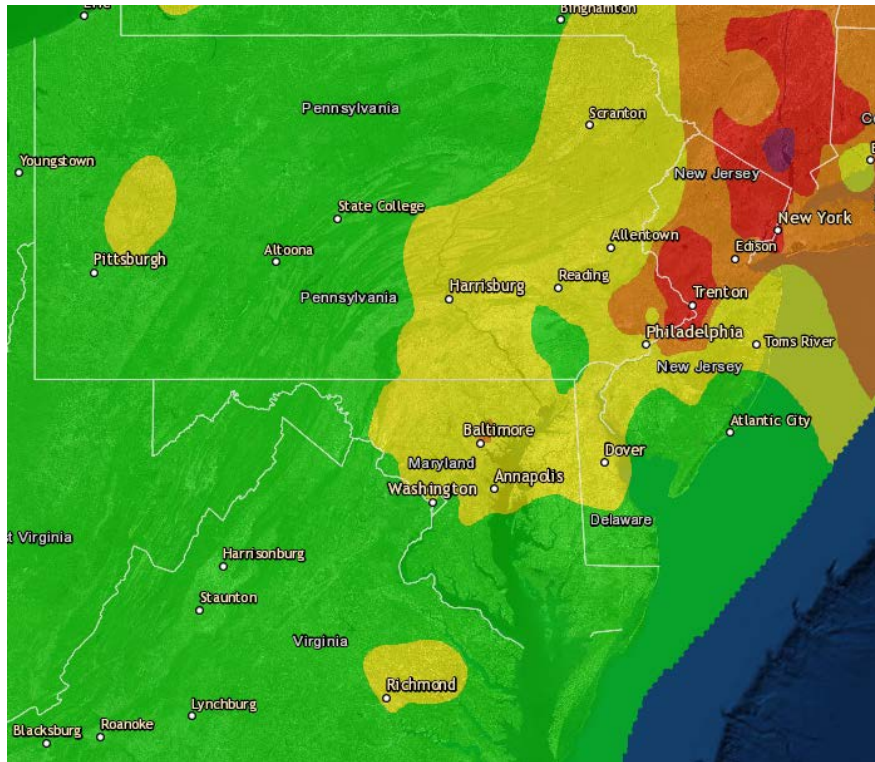 Erie
Binghamton
Pennsylvania
Scranton
Youngstown
New Jersey
State College
New York
Allentown
Edison
Altoona
Pittsburgh
Reading
Harrisburg
Pennsylvania
Trenton
Philadelphia
Toms River
New Jersey
Atlantic City
Baltimore
Dover
Maryland
Annapolis
Washington
Delaware
t Virginia
Harrisonburg
Staunton
Virginia
Richmond
Lynchburg
Roanoke
Blacksburg